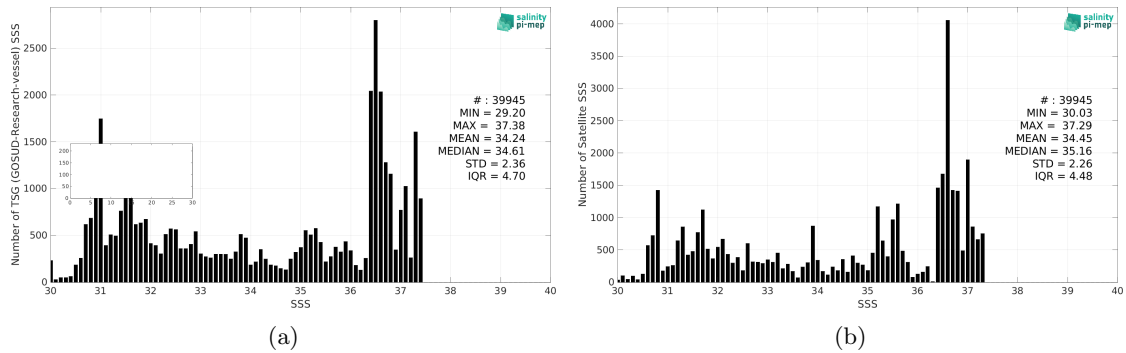 salinity
pi-mep
2500
2000
1500
1000
500
0
Number of TSG (GOSUD-Research-vessel) SSS
# : 39945
MIN = 29.20
MAX = 37.38
MEAN = 34.24
MEDIAN = 34.61
STD = 2.36
IQR = 4.70
200
150
100
50
0
0 5 10 15 20 25 30
30 31 32 33 34 35 36 37 38 39 40
SSS
(a)
salinity
pi-mep
4000
3500
3000
2500
2000
1500
1000
500
0
Number of Satellite SSS
# : 39945
MIN = 30.03
MAX = 37.29
MEAN = 34.45
MEDIAN = 35.16
STD = 2.26
IQR = 4.48
30 31 32 33 34 35 36 37 38 39 40
SSS
(b)